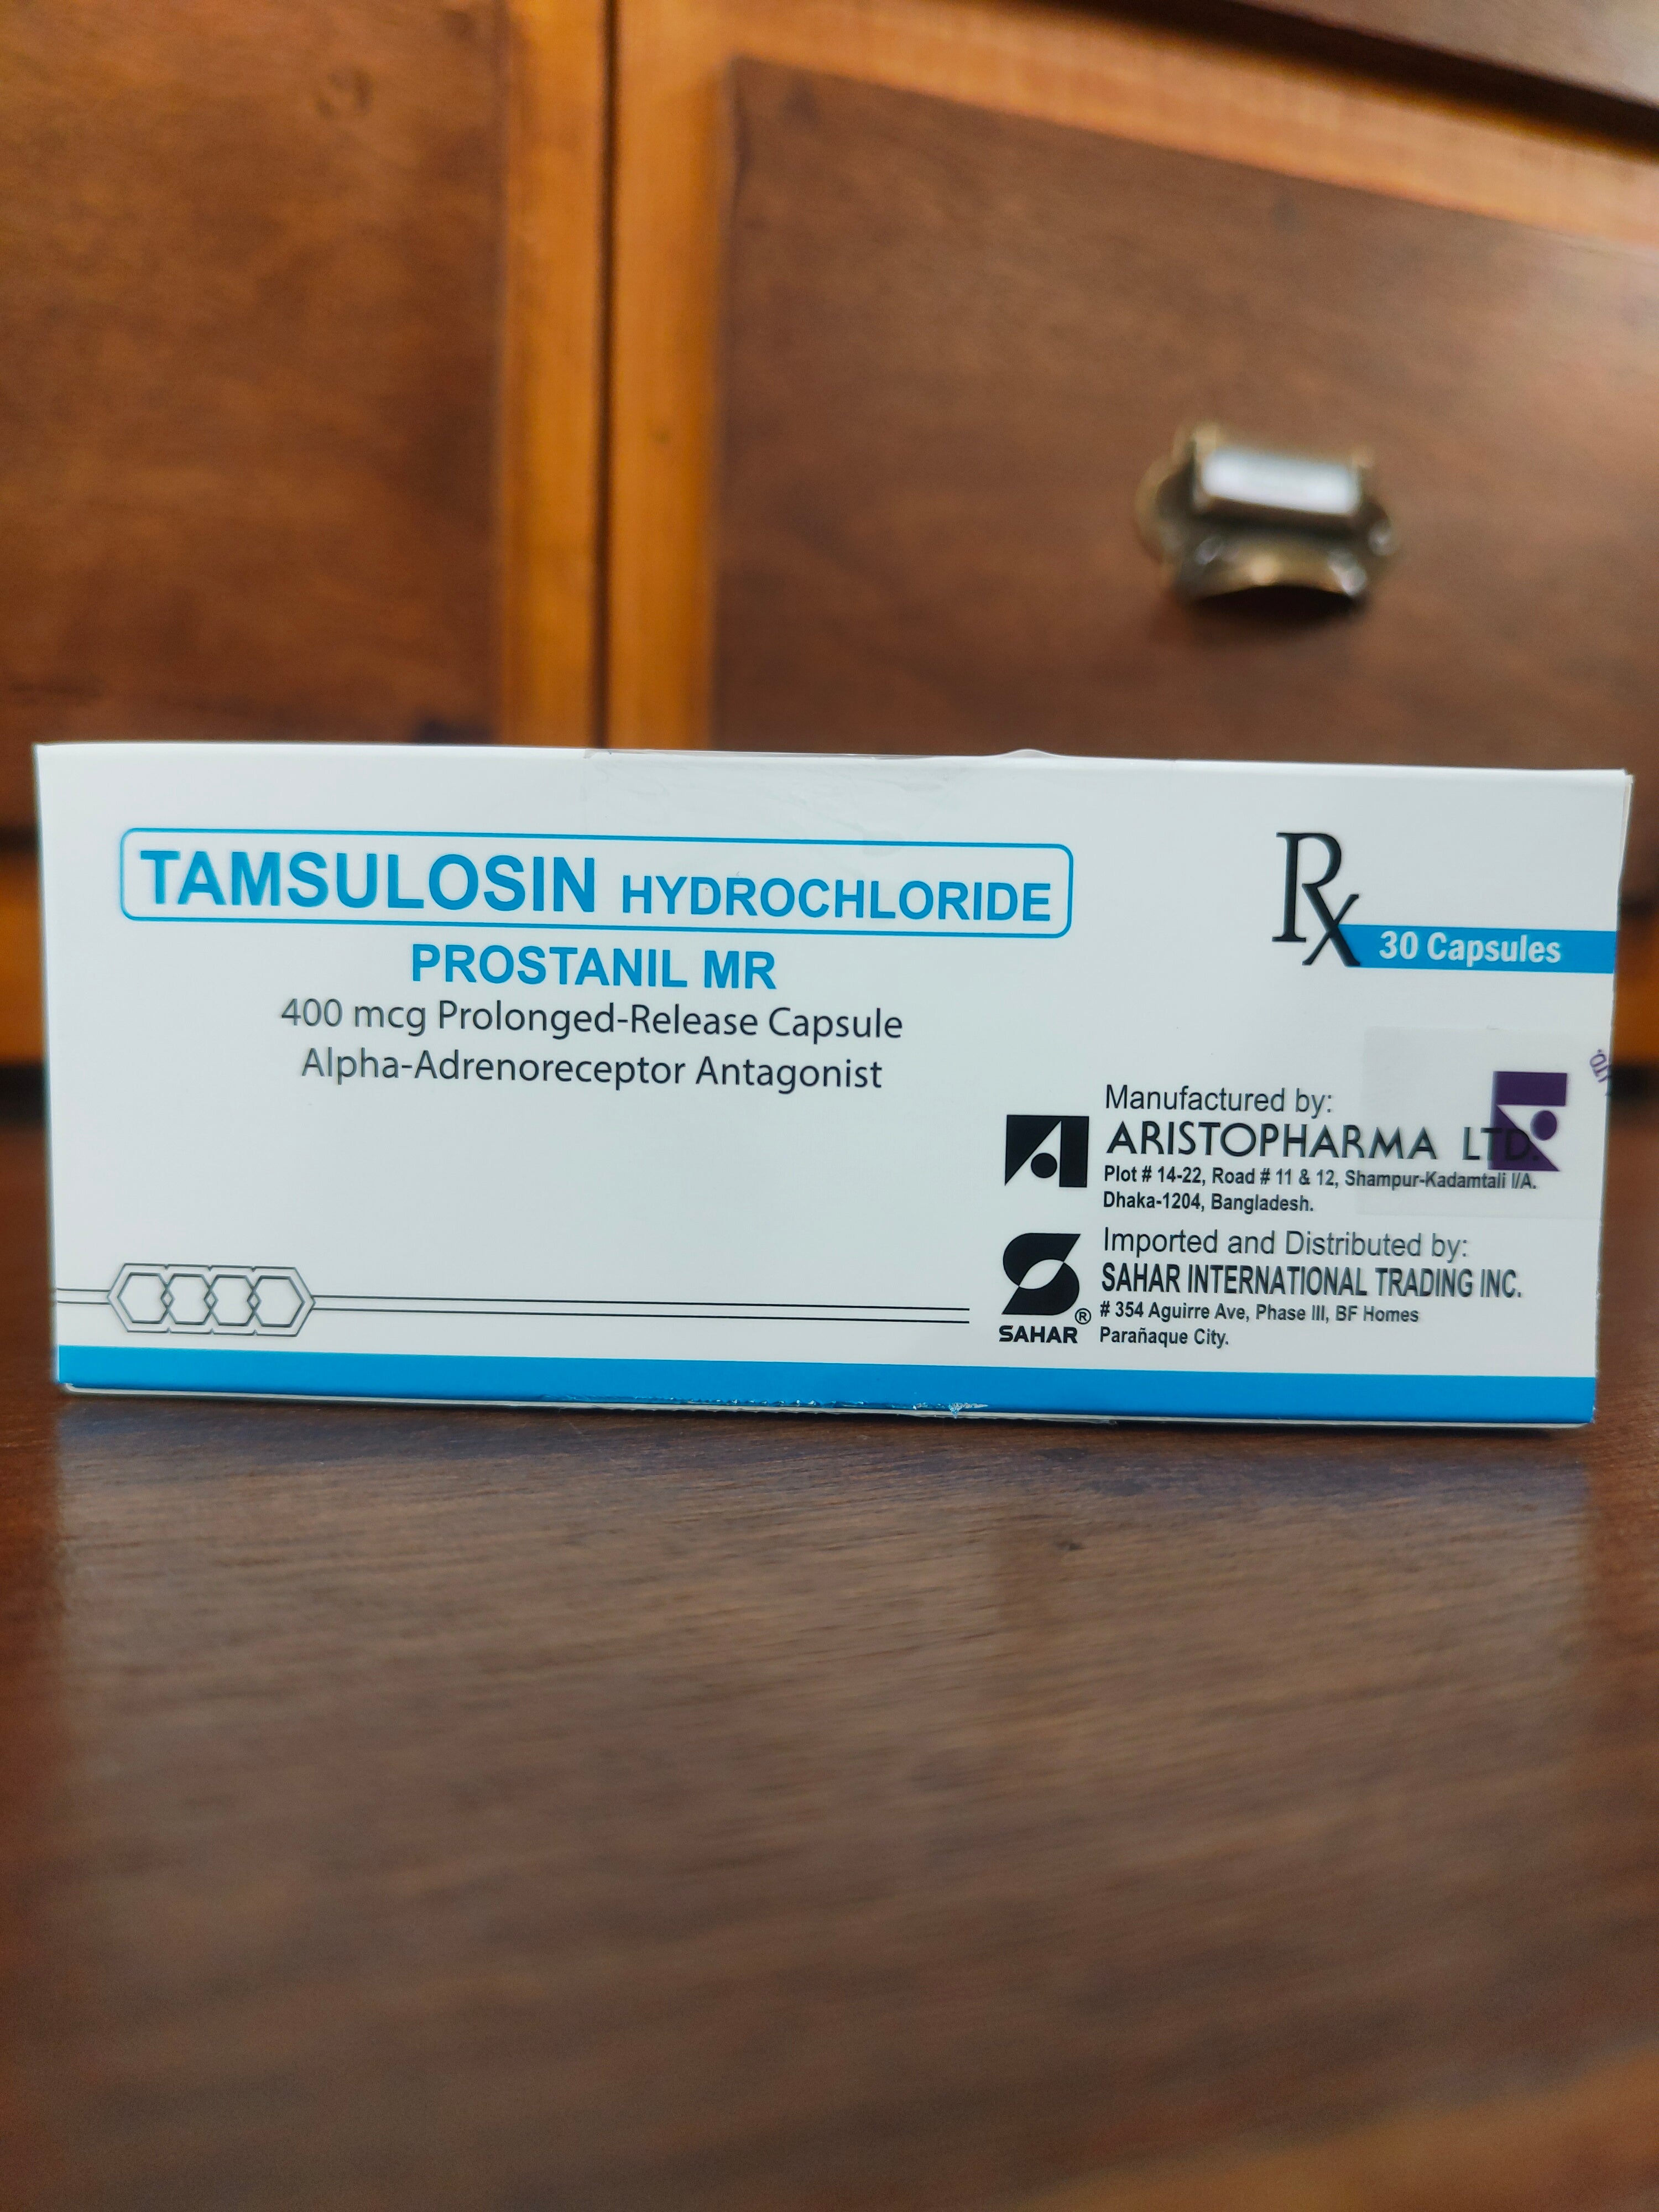 TAMSULOSIN HYDROCHLORIDE
PROSTANIL MR
400 mcg Prolonged-Release Capsule
Alpha-Adrenoreceptor Antagonist
Rx
30 Capsules
Manufactured by:
ARISTOPHARMA LTD.
Plot # 14-22, Road # 11 & 12, Shampur-Kadamtali I/A.
Dhaka-1204, Bangladesh.
Imported and Distributed by:
SAHAR INTERNATIONAL TRADING INC.
# 354 Aguirre Ave, Phase III, BF Homes
Parañaque City.
SAHAR ®
LTD.